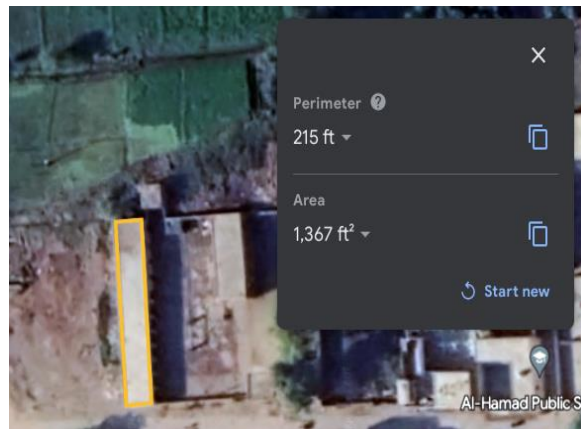 Perimeter
215 ft
Area
1,367 ft²
Start new
Al-Hamad Public S